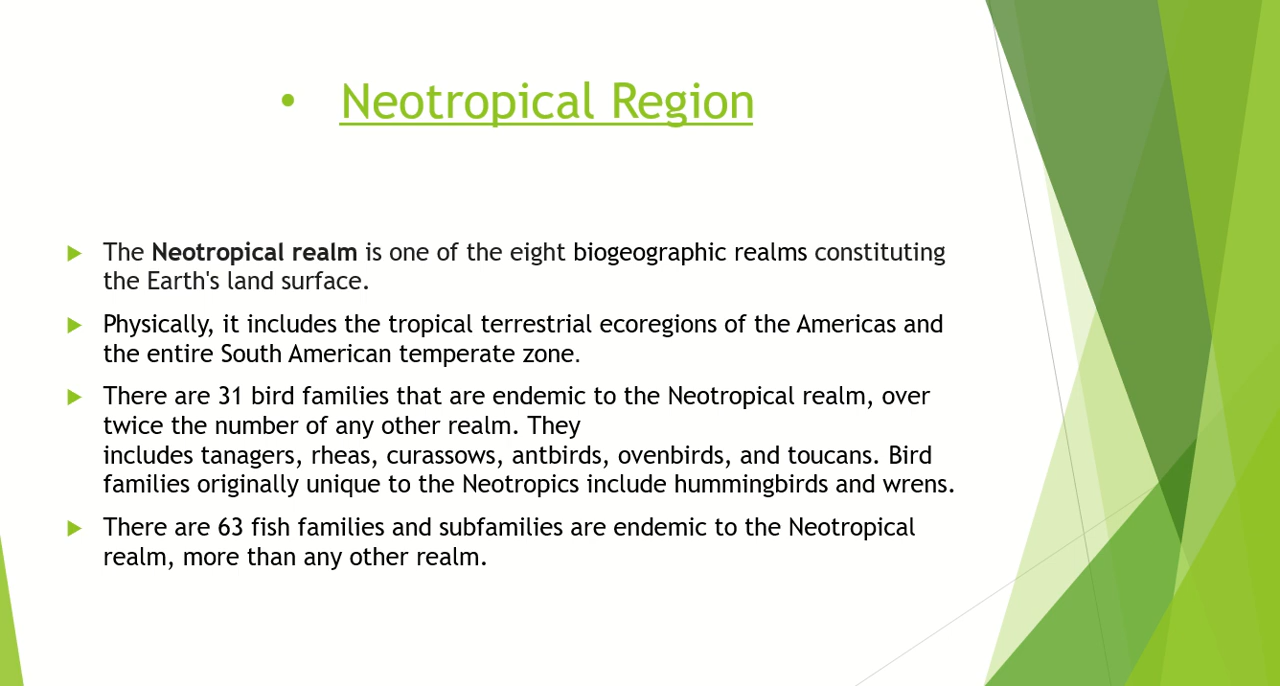 • Neotropical Region
The Neotropical realm is one of the eight biogeographic realms constituting
the Earth's land surface.
Physically, it includes the tropical terrestrial ecoregions of the Americas and
the entire South American temperate zone.
There are 31 bird families that are endemic to the Neotropical realm, over
twice the number of any other realm. They
includes tanagers, rheas, curassows, antbirds, ovenbirds, and toucans. Bird
families originally unique to the Neotropics include hummingbirds and wrens.
There are 63 fish families and subfamilies are endemic to the Neotropical
realm, more than any other realm.